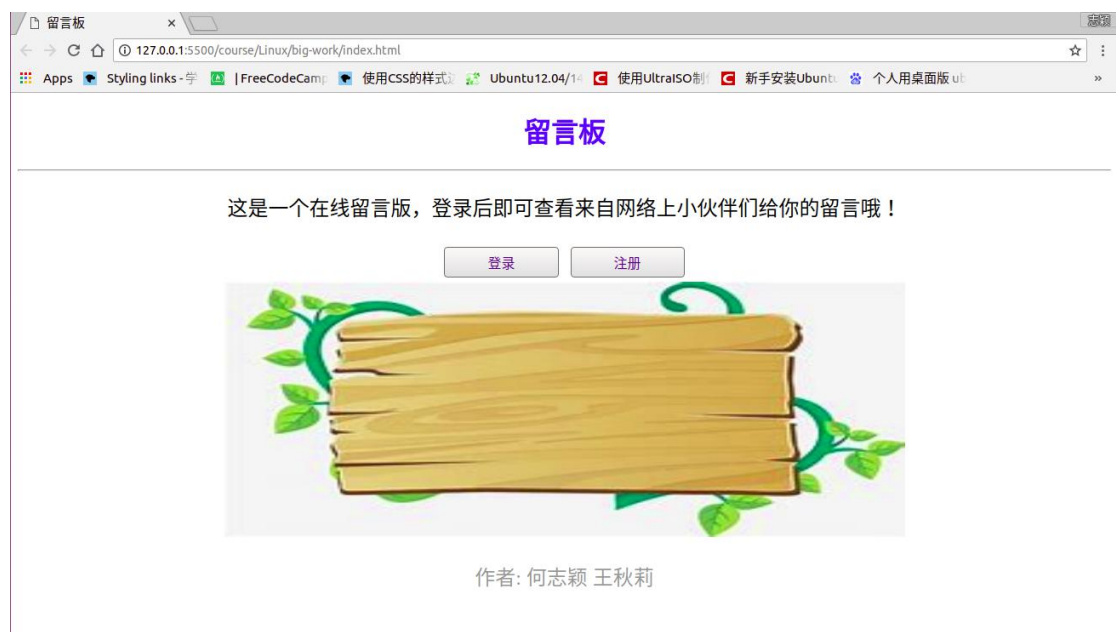 留言板
志颖
127.0.0.1:5500/course/Linux/big-work/index.html
Apps Styling links - 学 | FreeCodeCamp 使用CSS的样式 Ubuntu12.04/14 使用UltraISO制 新手安装Ubuntu 个人用桌面版 ub »
留言板
这是一个在线留言版，登录后即可查看来自网络上小伙伴们给你的留言哦！
登录 注册
作者: 何志颖 王秋莉